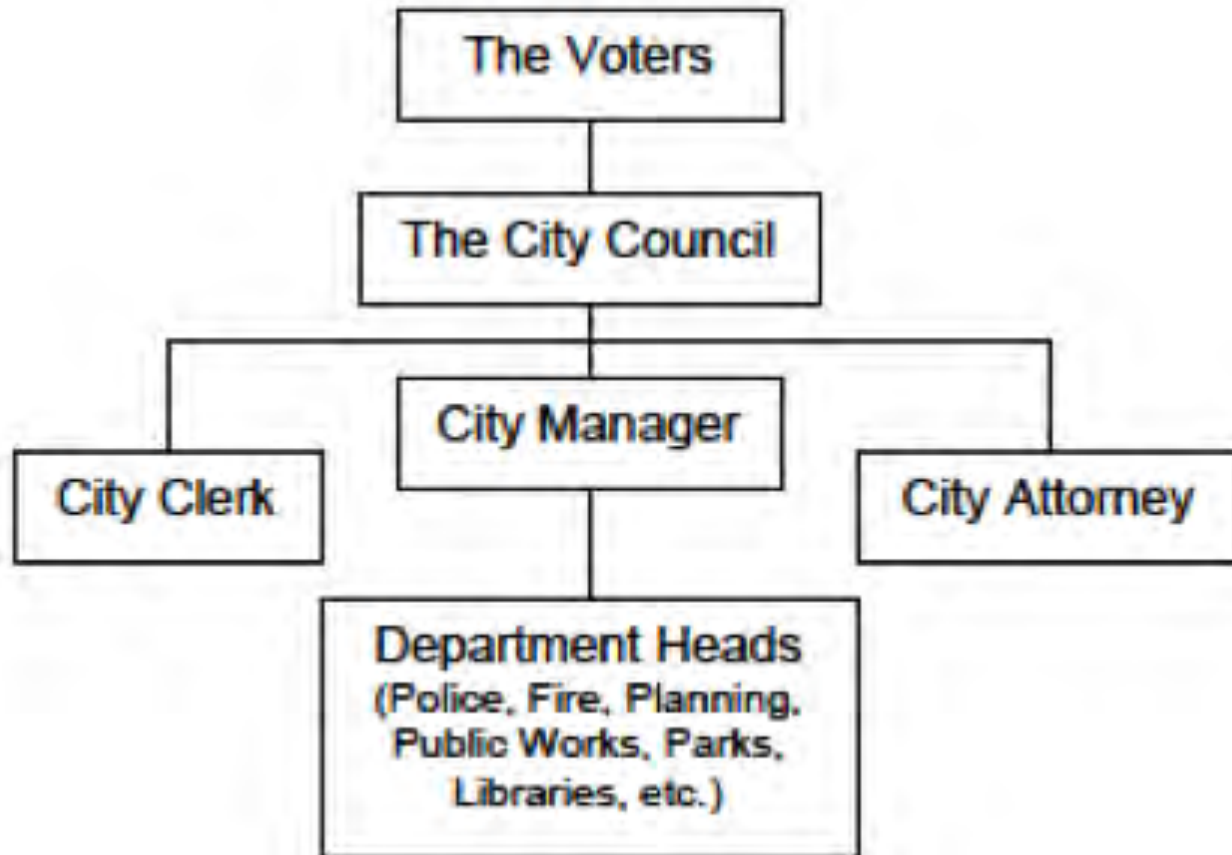 The Voters
The City Council
City Manager
City Clerk
City Attorney
Department Heads
(Police, Fire, Planning,
Public Works, Parks,
Libraries, etc.)